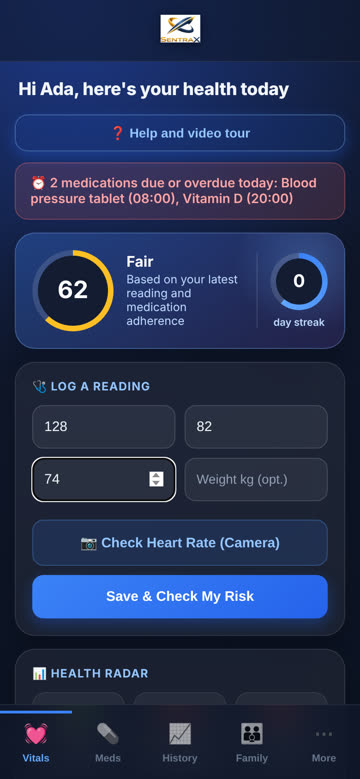 SENTRAX
Hi Ada, here's your health today
❓ Help and video tour
⏰ 2 medications due or overdue today: Blood
pressure tablet (08:00), Vitamin D (20:00)
62
Fair
Based on your latest
reading and
medication
adherence
0
day streak
🩺 LOG A READING
128
82
74
Weight kg (opt.)
📷 Check Heart Rate (Camera)
Save & Check My Risk
📊 HEALTH RADAR
Vitals
Meds
History
Family
More